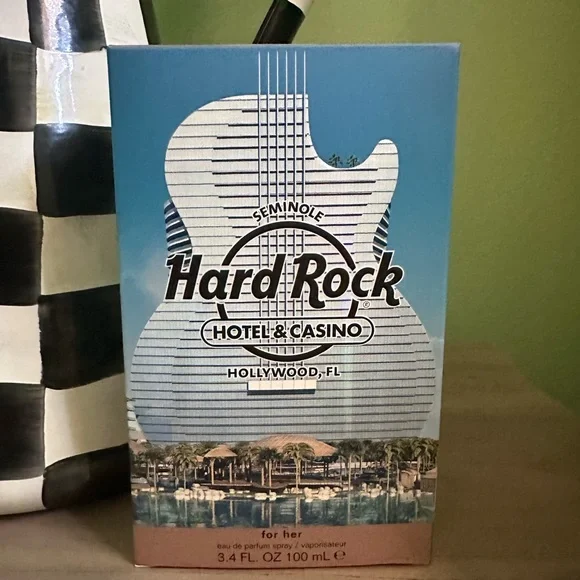 SEMINOLE
Hard Rock®
HOTEL & CASINO
HOLLYWOOD, FL
for her
eau de parfum spray / vaporisateur
3.4 FL. OZ 100 mL ℮